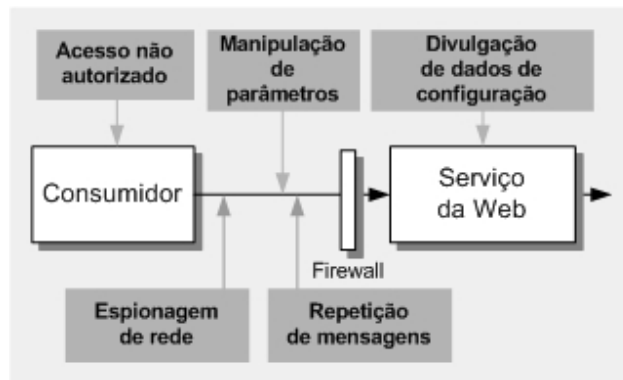 Acesso não
autorizado
Manipulação
de
parâmetros
Divulgação
de dados de
configuração
Consumidor
Serviço
da Web
Firewall
Espionagem
de rede
Repetição
de mensagens